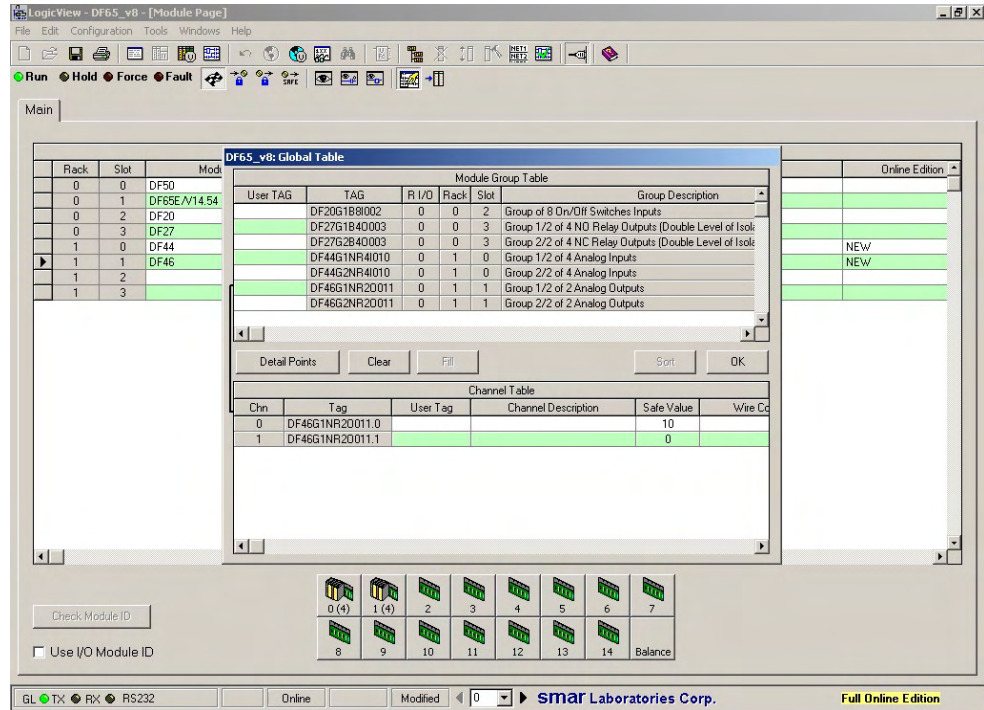 LogicView - DF65_v8 - [Module Page]
File Edit Configuration Tools Windows Help
NET1
NET2
Run Hold Force Fault SAFE
Main
DF65_v8: Global Table
Online Edition
Rack Slot Modu
0 0 DF50
0 1 DF65E/V14.54
0 2 DF20
0 3 DF27
1 0 DF44 NEW
1 1 DF46 NEW
1 2
1 3
Module Group Table
User TAG TAG R I/O Rack Slot Group Description
DF20G1B8I002 0 0 2 Group of 8 On/Off Switches Inputs
DF27G1B4O003 0 0 3 Group 1/2 of 4 NO Relay Outputs (Double Level of Isola
DF27G2B4O003 0 0 3 Group 2/2 of 4 NC Relay Outputs (Double Level of Isola
DF44G1NR4I010 0 1 0 Group 1/2 of 4 Analog Inputs
DF44G2NR4I010 0 1 0 Group 2/2 of 4 Analog Inputs
DF46G1NR2O011 0 1 1 Group 1/2 of 2 Analog Outputs
DF46G2NR2O011 0 1 1 Group 2/2 of 2 Analog Outputs
Detail Points Clear Fill Sort OK
Channel Table
Chn Tag User Tag Channel Description Safe Value Wire Co
0 DF46G1NR2O011.0 10
1 DF46G1NR2O011.1 0
0 (4) 1 (4) 2 3 4 5 6 7
8 9 10 11 12 13 14 Balance
Check Module ID
Use I/O Module ID
GL TX RX RS232 Online Modified 0 smar Laboratories Corp. Full Online Edition